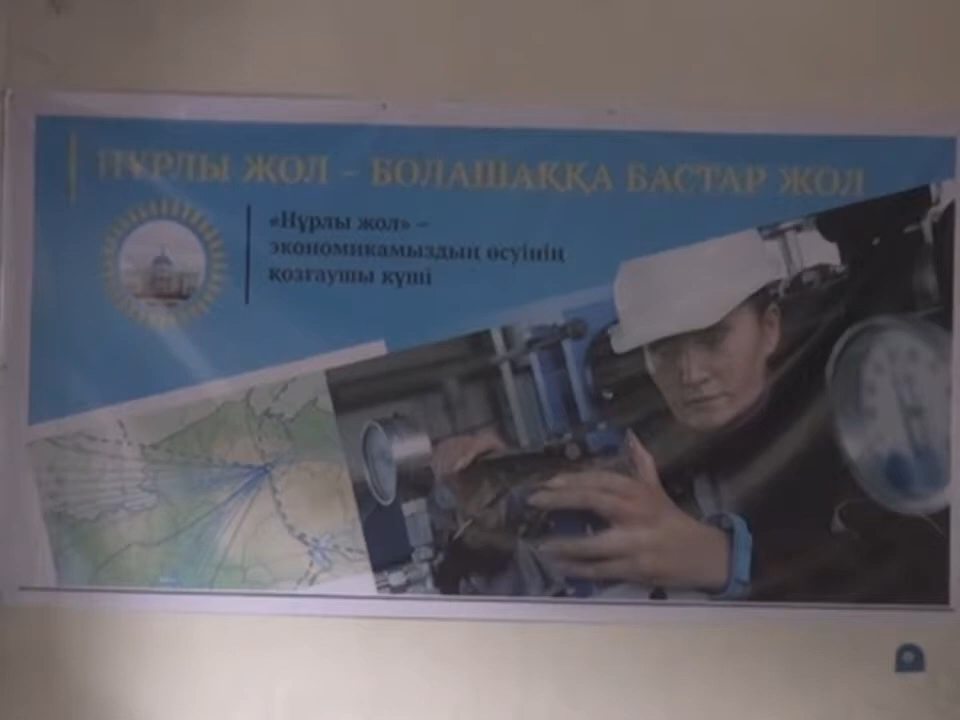 НҰРЛЫ ЖОЛ – БОЛАШАҚҚА БАСТАР ЖОЛ
«Нұрлы жол» –
экономикамыздың өсуінің
қозғаушы күші